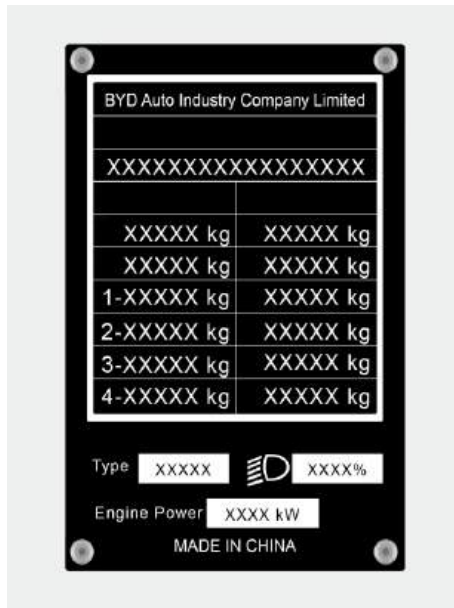 BYD Auto Industry Company Limited
XXXXXXXXXXXXXXXXX
XXXXX kg XXXXX kg
XXXXX kg XXXXX kg
1-XXXXX kg XXXXX kg
2-XXXXX kg XXXXX kg
3-XXXXX kg XXXXX kg
4-XXXXX kg XXXXX kg
Type XXXXX XXXX%
Engine Power XXXX kW
MADE IN CHINA